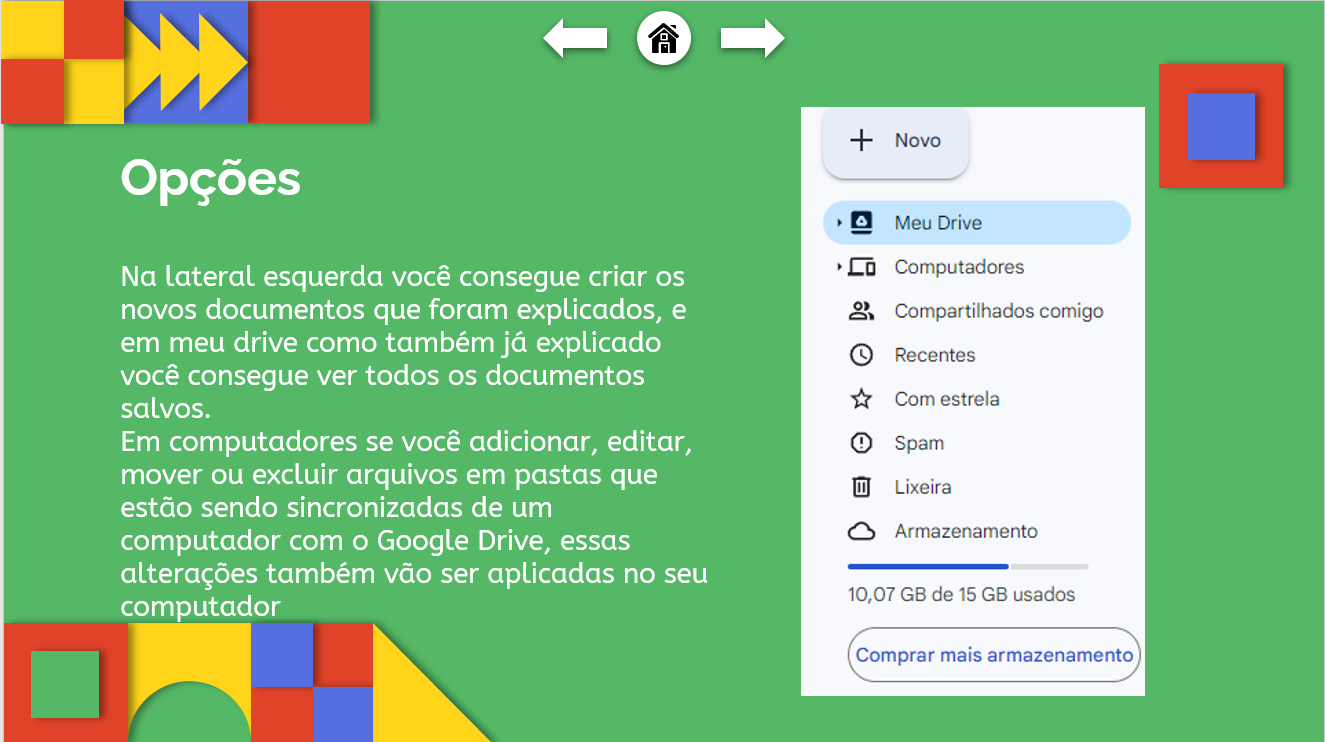 Opções
Na lateral esquerda você consegue criar os
novos documentos que foram explicados, e
em meu drive como também já explicado
você consegue ver todos os documentos
salvos.
Em computadores se você adicionar, editar,
mover ou excluir arquivos em pastas que
estão sendo sincronizadas de um
computador com o Google Drive, essas
alterações também vão ser aplicadas no seu
computador
Novo
Meu Drive
Computadores
Compartilhados comigo
Recentes
Com estrela
Spam
Lixeira
Armazenamento
10,07 GB de 15 GB usados
Comprar mais armazenamento